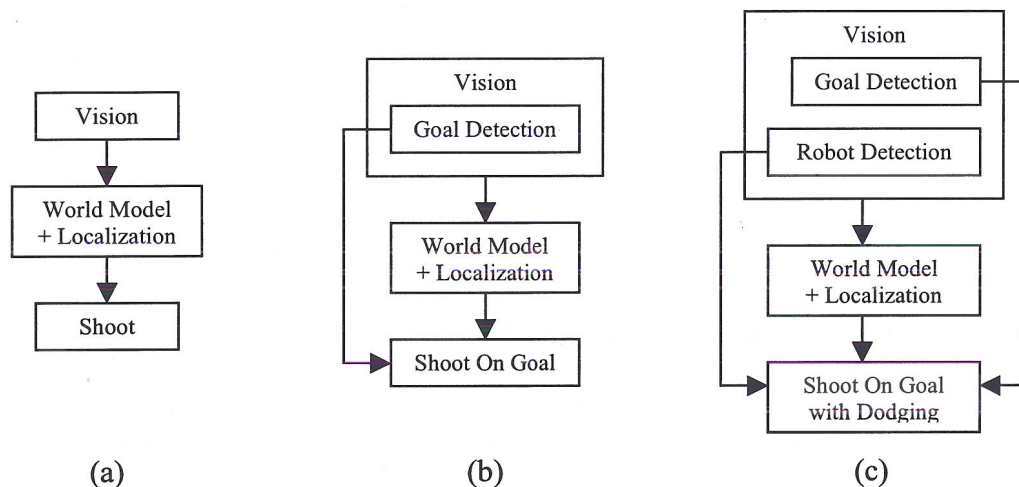 Vision
World Model
+ Localization
Shoot
(a)
Vision
Goal Detection
World Model
+ Localization
Shoot On Goal
(b)
Vision
Goal Detection
Robot Detection
World Model
+ Localization
Shoot On Goal
with Dodging
(c)